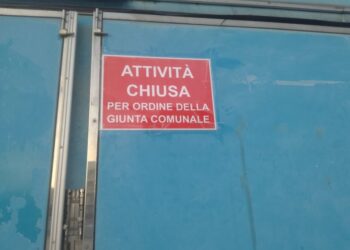 ATTIVITÀ
CHIUSA
PER ORDINE DELLA
GIUNTA COMUNALE